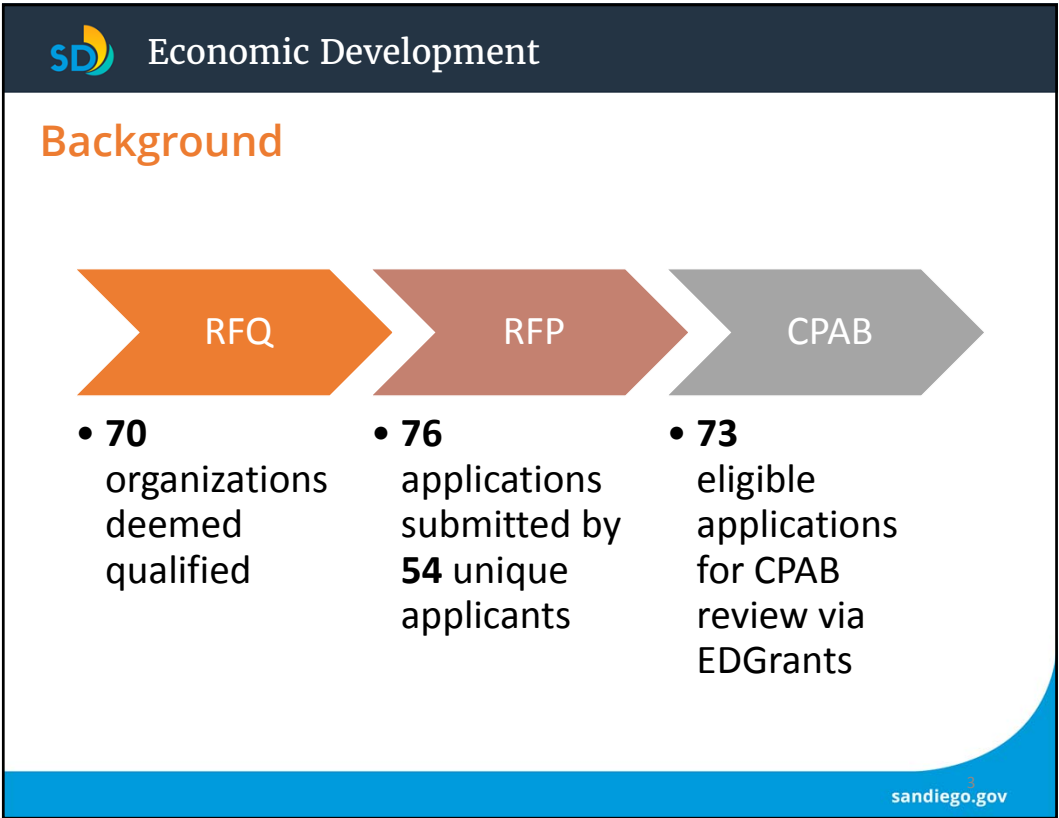 SD
Economic Development
Background
RFQ
RFP
CPAB
• 70
organizations
deemed
qualified
• 76
applications
submitted by
54 unique
applicants
• 73
eligible
applications
for CPAB
review via
EDGrants
3
sandiego.gov